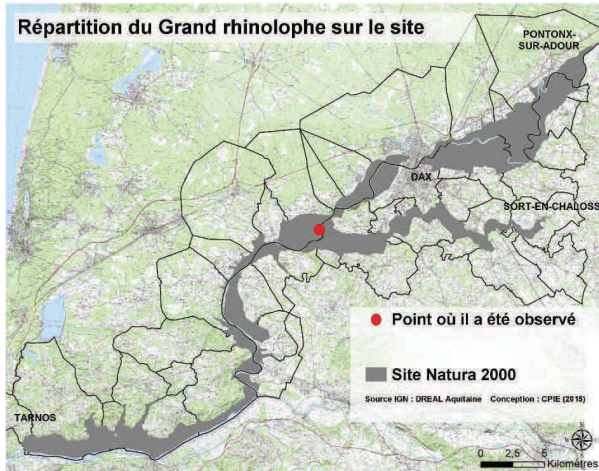 Répartition du Grand rhinolophe sur le site
PONTONX-
SUR-ADOUR
DAX
SORT-EN-CHALOSS
Point où il a été observé
Site Natura 2000
Source IGN : DREAL Aquitaine Conception : CPIE (2015)
TARNOS
0 2,5 5
Kilomètres